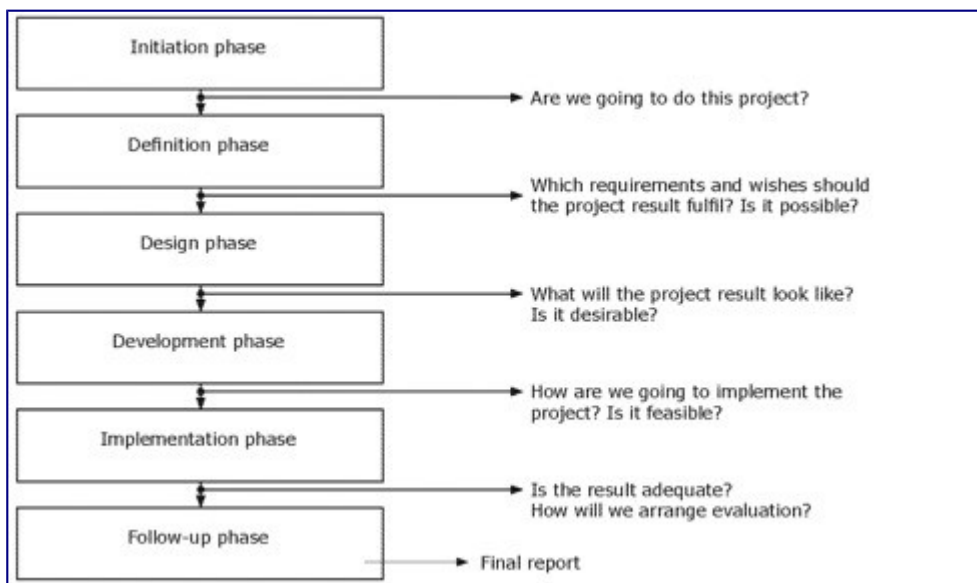 Initiation phase
Are we going to do this project?
Definition phase
Which requirements and wishes should
the project result fulfil? Is it possible?
Design phase
What will the project result look like?
Is it desirable?
Development phase
How are we going to implement the
project? Is it feasible?
Implementation phase
Is the result adequate?
How will we arrange evaluation?
Follow-up phase
Final report